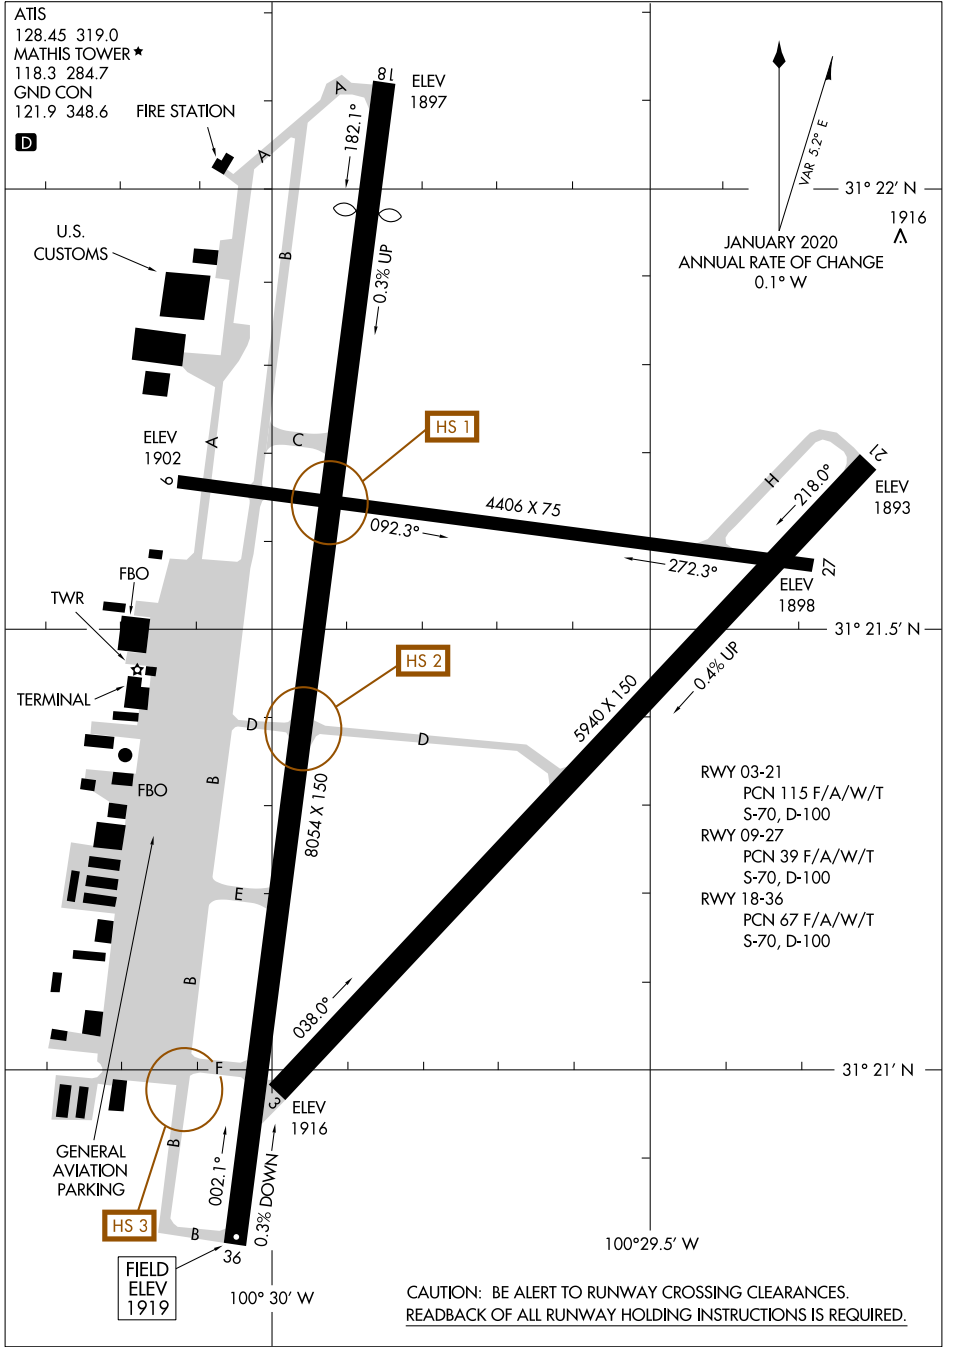 ATIS
128.45 319.0
MATHIS TOWER
118.3 284.7
GND CON
121.9 348.6
D
FIRE STATION
A
A
18
ELEV
1897
182.1°
VAR 5.2° E
31° 22' N
1916
JANUARY 2020
ANNUAL RATE OF CHANGE
0.1° W
U.S.
CUSTOMS
B
0.3% UP
HS 1
ELEV
1902
A
C
9
4406 X 75
092.3°
272.3°
H
21
218.0°
ELEV
1893
27
ELEV
1898
FBO
TWR
TERMINAL
31° 21.5' N
HS 2
0.4% UP
5940 X 150
D
D
B
FBO
8054 X 150
RWY 03-21
PCN 115 F/A/W/T
S-70, D-100
RWY 09-27
PCN 39 F/A/W/T
S-70, D-100
RWY 18-36
PCN 67 F/A/W/T
S-70, D-100
E
B
038.0°
F
31° 21' N
3
ELEV
1916
GENERAL
AVIATION
PARKING
B
002.1°
0.3% DOWN
HS 3
B
36
FIELD
ELEV
1919
100° 30' W
100°29.5' W
CAUTION: BE ALERT TO RUNWAY CROSSING CLEARANCES.
READBACK OF ALL RUNWAY HOLDING INSTRUCTIONS IS REQUIRED.